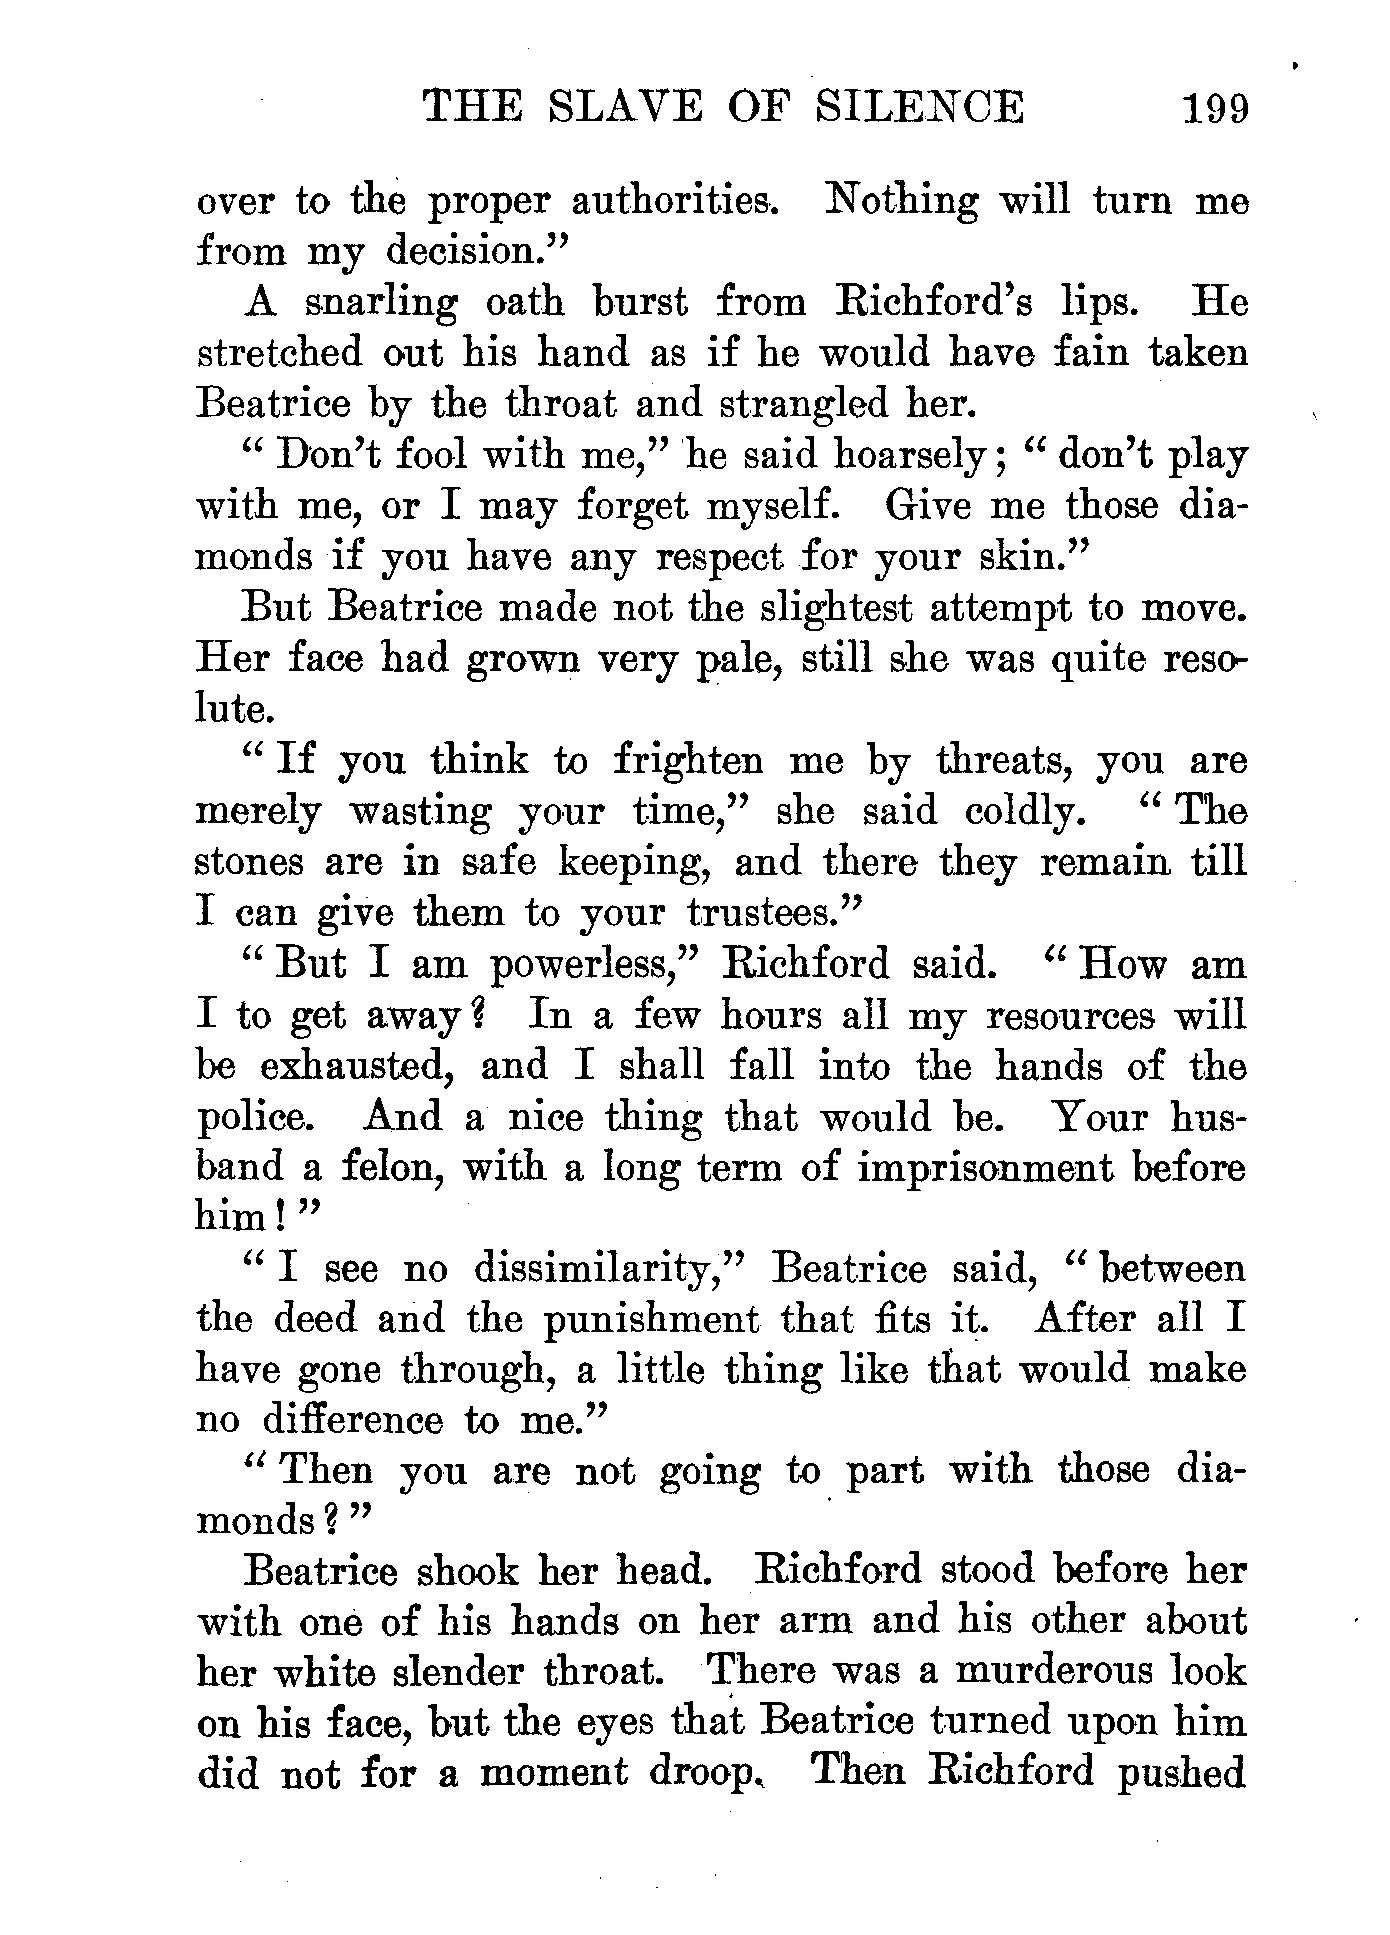 THE SLAVE OF SILENCE 199
over to the proper authorities. Nothing will turn me
from my decision.”
A snarling oath burst from Richford’s lips. He
stretched out his hand as if he would have fain taken
Beatrice by the throat and strangled her.
“ Don’t fool with me,” he said hoarsely; “ don’t play
with me, or I may forget myself. Give me those dia-
monds if you have any respect for your skin.”
But Beatrice made not the slightest attempt to move.
Her face had grown very pale, still she was quite reso-
lute.
“ If you think to frighten me by threats, you are
merely wasting your time,” she said coldly. “ The
stones are in safe keeping, and there they remain till
I can give them to your trustees.”
“ But I am powerless,” Richford said. “ How am
I to get away? In a few hours all my resources will
be exhausted, and I shall fall into the hands of the
police. And a nice thing that would be. Your hus-
band a felon, with a long term of imprisonment before
him! ”
“ I see no dissimilarity,” Beatrice said, “ between
the deed and the punishment that fits it. After all I
have gone through, a little thing like that would make
no difference to me.”
“ Then you are not going to part with those dia-
monds? ”
Beatrice shook her head. Richford stood before her
with one of his hands on her arm and his other about
her white slender throat. There was a murderous look
on his face, but the eyes that Beatrice turned upon him
did not for a moment droop. Then Richford pushed